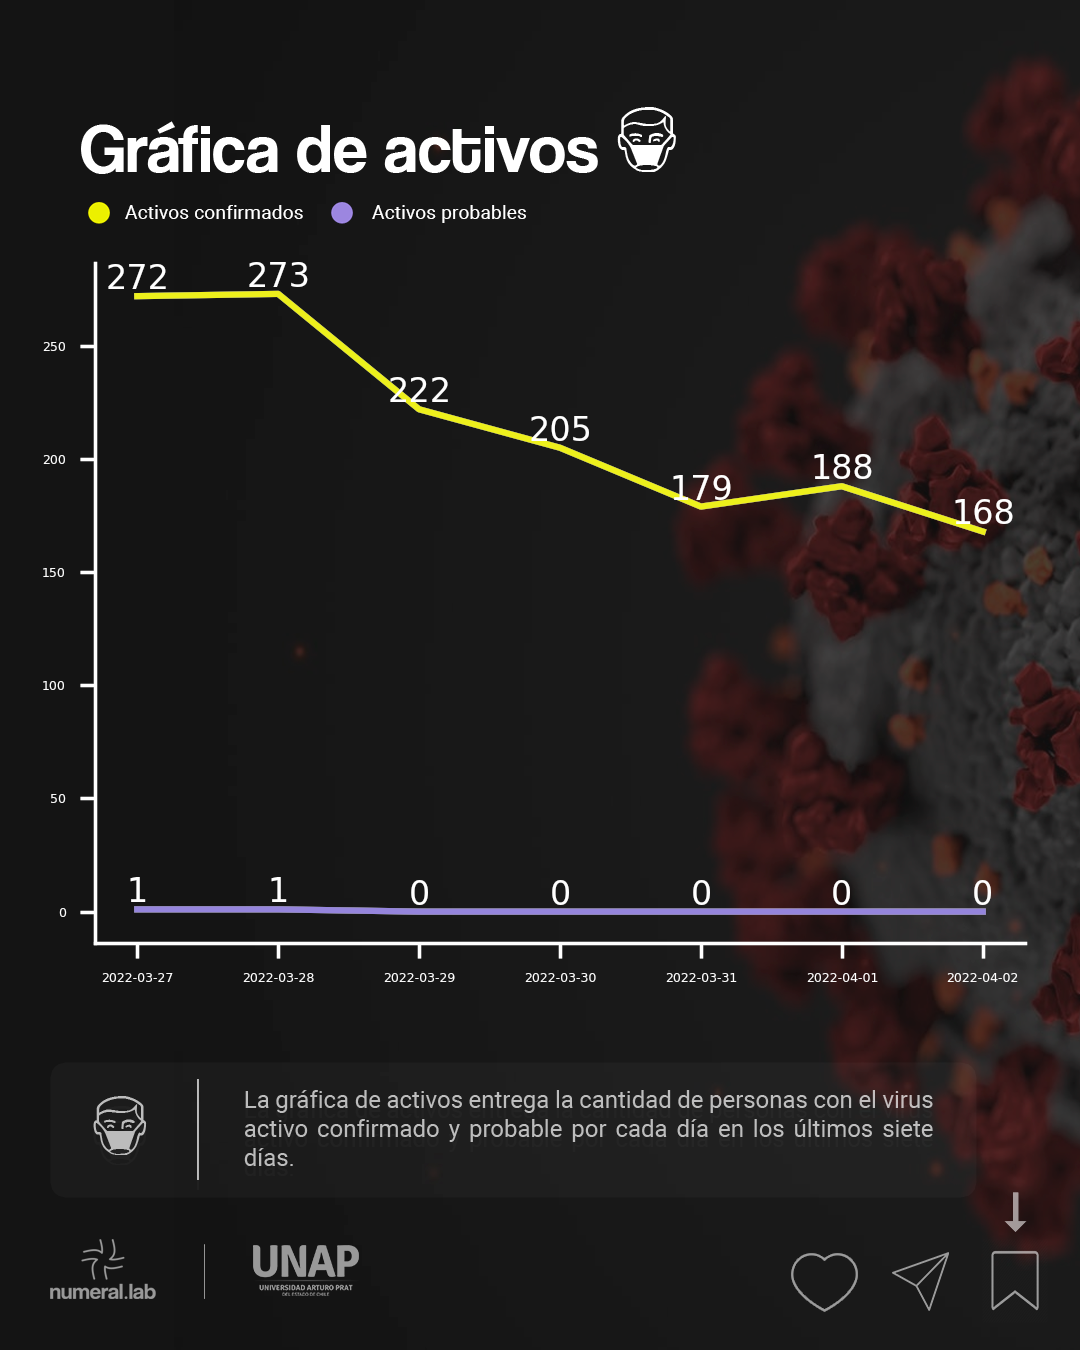 Gráfica de activos
Activos confirmados Activos probables
272 273 222 205 179 188 168
250
200
150
100
50
0
1 1 0 0 0 0 0
2022-03-27 2022-03-28 2022-03-29 2022-03-30 2022-03-31 2022-04-01 2022-04-02
La gráfica de activos entrega la cantidad de personas con el virus
activo confirmado y probable por cada día en los últimos siete
días.
numeral.lab
UNAP
UNIVERSIDAD ARTURO PRAT
DEL ESTADO DE CHILE